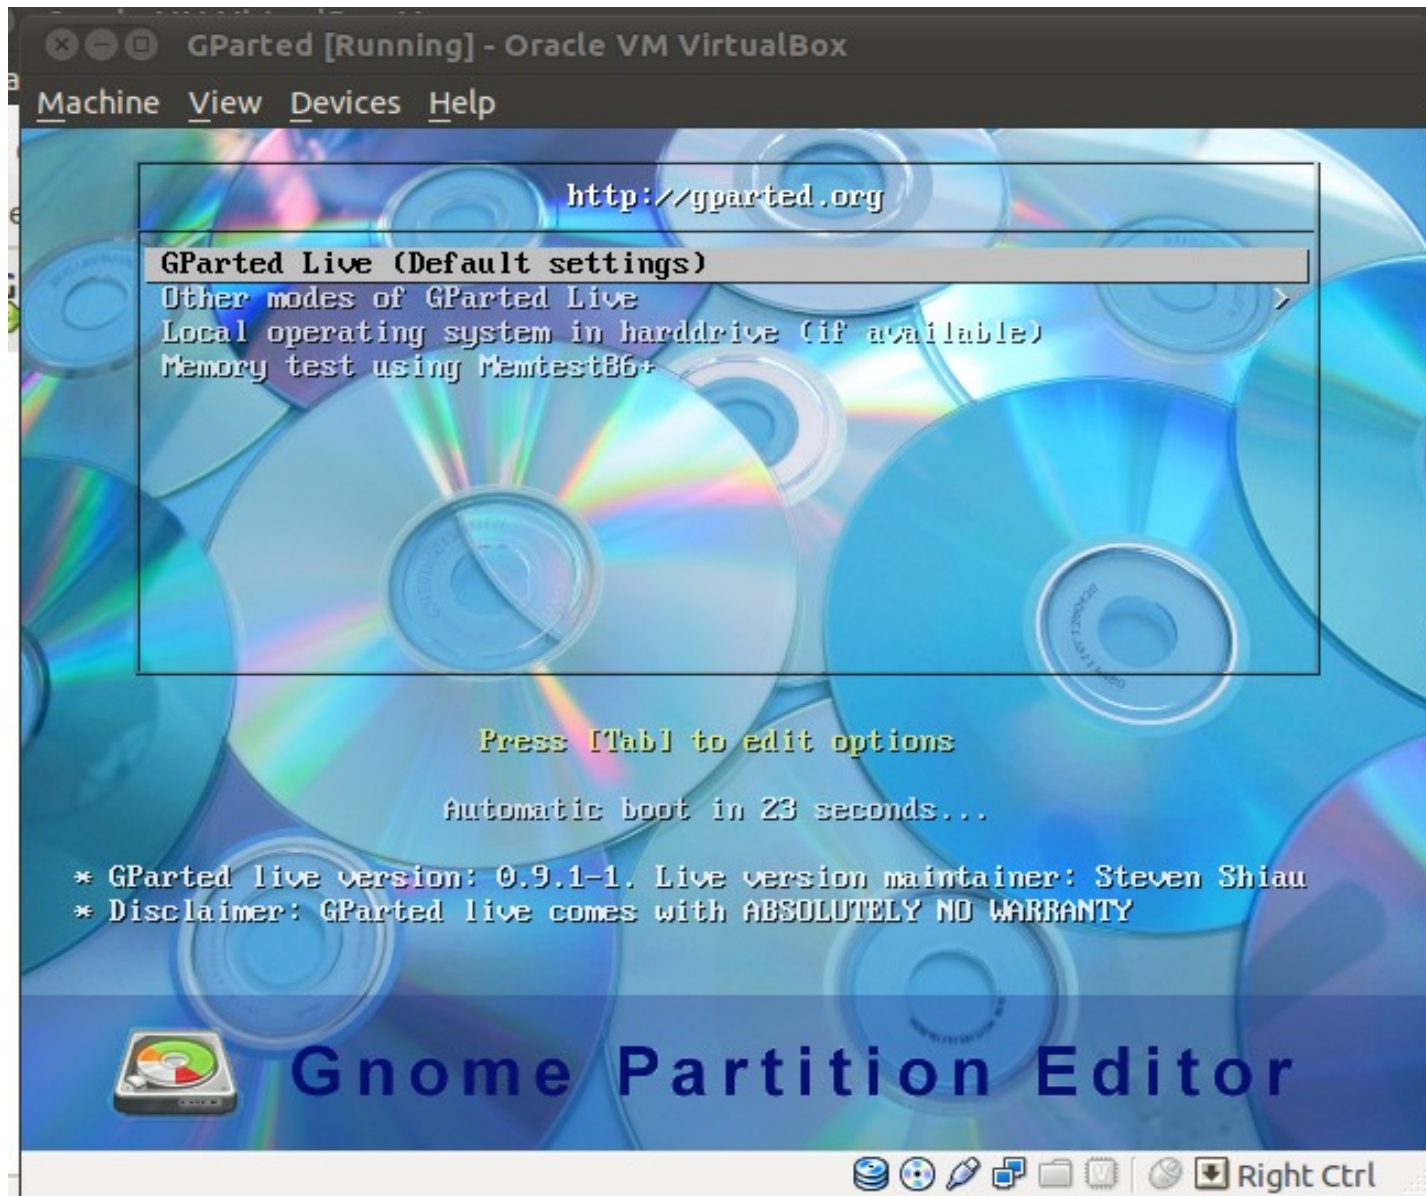 GParted [Running] - Oracle VM VirtualBox
Machine View Devices Help
http://gparted.org
GParted Live (Default settings)
Other modes of GParted Live
Local operating system in harddrive (if available)
Memory test using Memtest86+
Press [Tab] to edit options
Automatic boot in 23 seconds...
* GParted live version: 0.9.1-1. Live version maintainer: Steven Shiau
* Disclaimer: GParted live comes with ABSOLUTELY NO WARRANTY
Gnome Partition Editor
Right Ctrl